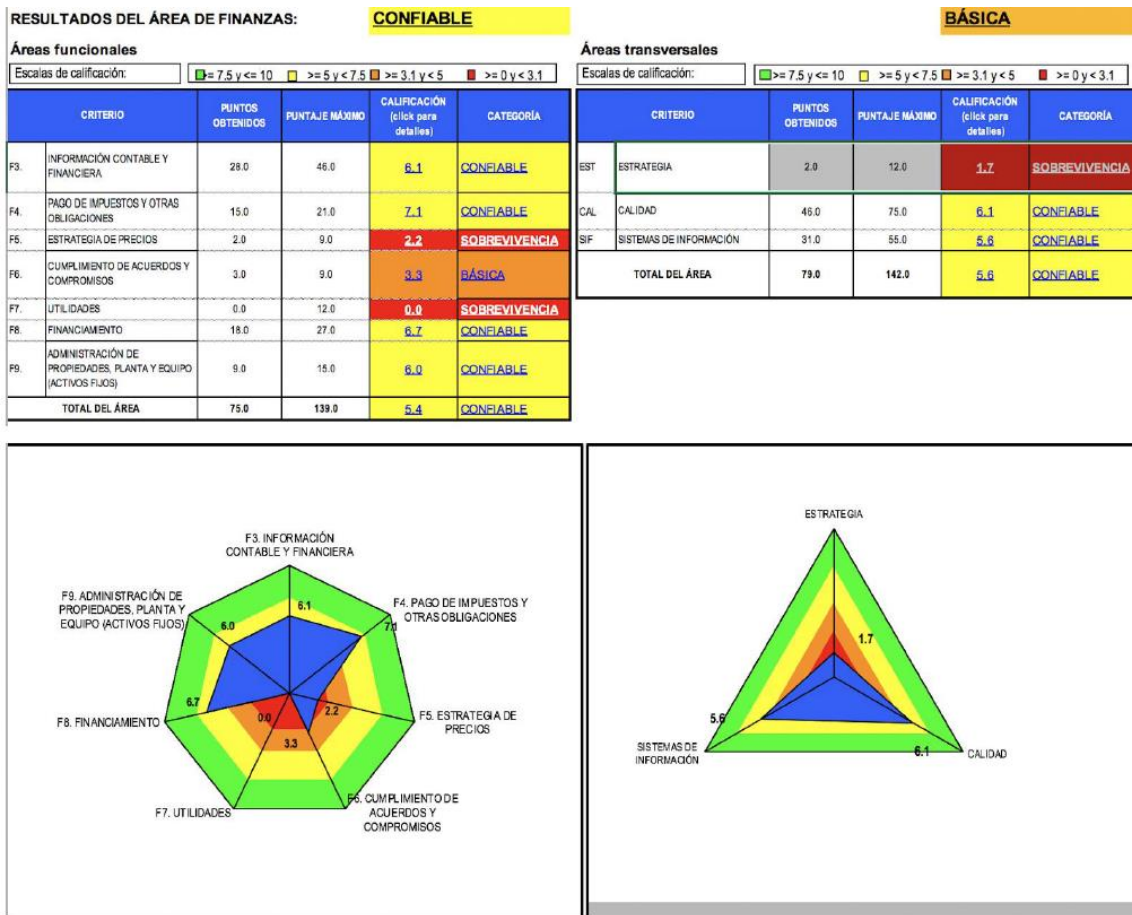 RESULTADOS DEL ÁREA DE FINANZAS: CONFIABLE
BÁSICA
Áreas funcionales
Escalas de calificación: >= 7.5 y <= 10 >= 5 y < 7.5 >= 3.1 y < 5 >= 0 y < 3.1
CRITERIO PUNTOS OBTENIDOS PUNTAJE MÁXIMO CALIFICACIÓN (click para detalles) CATEGORÍA
F3. INFORMACIÓN CONTABLE Y FINANCIERA 28.0 46.0 6.1 CONFIABLE
F4. PAGO DE IMPUESTOS Y OTRAS OBLIGACIONES 15.0 21.0 7.1 CONFIABLE
F5. ESTRATEGIA DE PRECIOS 2.0 9.0 2.2 SOBREVIVENCIA
F6. CUMPLIMIENTO DE ACUERDOS Y COMPROMISOS 3.0 9.0 3.3 BÁSICA
F7. UTILIDADES 0.0 12.0 0.0 SOBREVIVENCIA
F8. FINANCIAMIENTO 18.0 27.0 6.7 CONFIABLE
F9. ADMINISTRACIÓN DE PROPIEDADES, PLANTA Y EQUIPO (ACTIVOS FIJOS) 9.0 15.0 6.0 CONFIABLE
TOTAL DEL ÁREA 75.0 139.0 5.4 CONFIABLE
Áreas transversales
Escalas de calificación: >= 7.5 y <= 10 >= 5 y < 7.5 >= 3.1 y < 5 >= 0 y < 3.1
CRITERIO PUNTOS OBTENIDOS PUNTAJE MÁXIMO CALIFICACIÓN (click para detalles) CATEGORÍA
EST ESTRATEGIA 2.0 12.0 1.7 SOBREVIVENCIA
CAL CALIDAD 46.0 75.0 6.1 CONFIABLE
SIF SISTEMAS DE INFORMACIÓN 31.0 55.0 5.6 CONFIABLE
TOTAL DEL ÁREA 79.0 142.0 5.6 CONFIABLE
F3. INFORMACIÓN
CONTABLE Y FINANCIERA
6.1
F4. PAGO DE IMPUESTOS Y
OTRAS OBLIGACIONES
7.1
F5. ESTRATEGIA DE
PRECIOS
2.2
F6. CUMPLIMIENTO DE
ACUERDOS Y
COMPROMISOS
3.3
F7. UTILIDADES
0.0
F8. FINANCIAMIENTO
6.7
F9. ADMINISTRACIÓN DE
PROPIEDADES, PLANTA Y
EQUIPO (ACTIVOS FIJOS)
6.0
ESTRATEGIA
1.7
CALIDAD
6.1
SISTEMAS DE
INFORMACIÓN
5.6